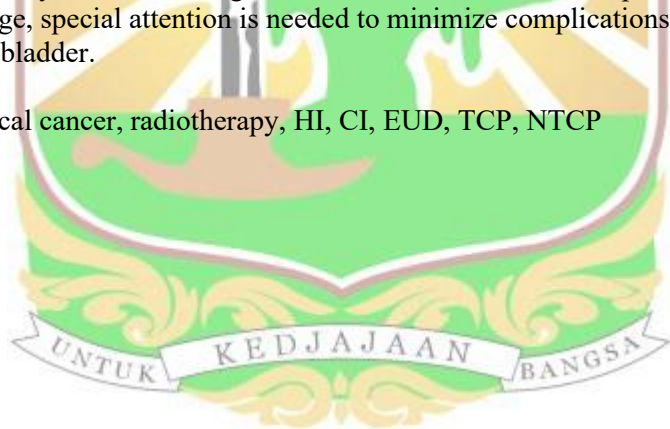 ge, special attention is needed to minimize complications
bladder.
cal cancer, radiotherapy, HI, CI, EUD, TCP, NTCP
UNTUK KEDJAJAAN BANGSA